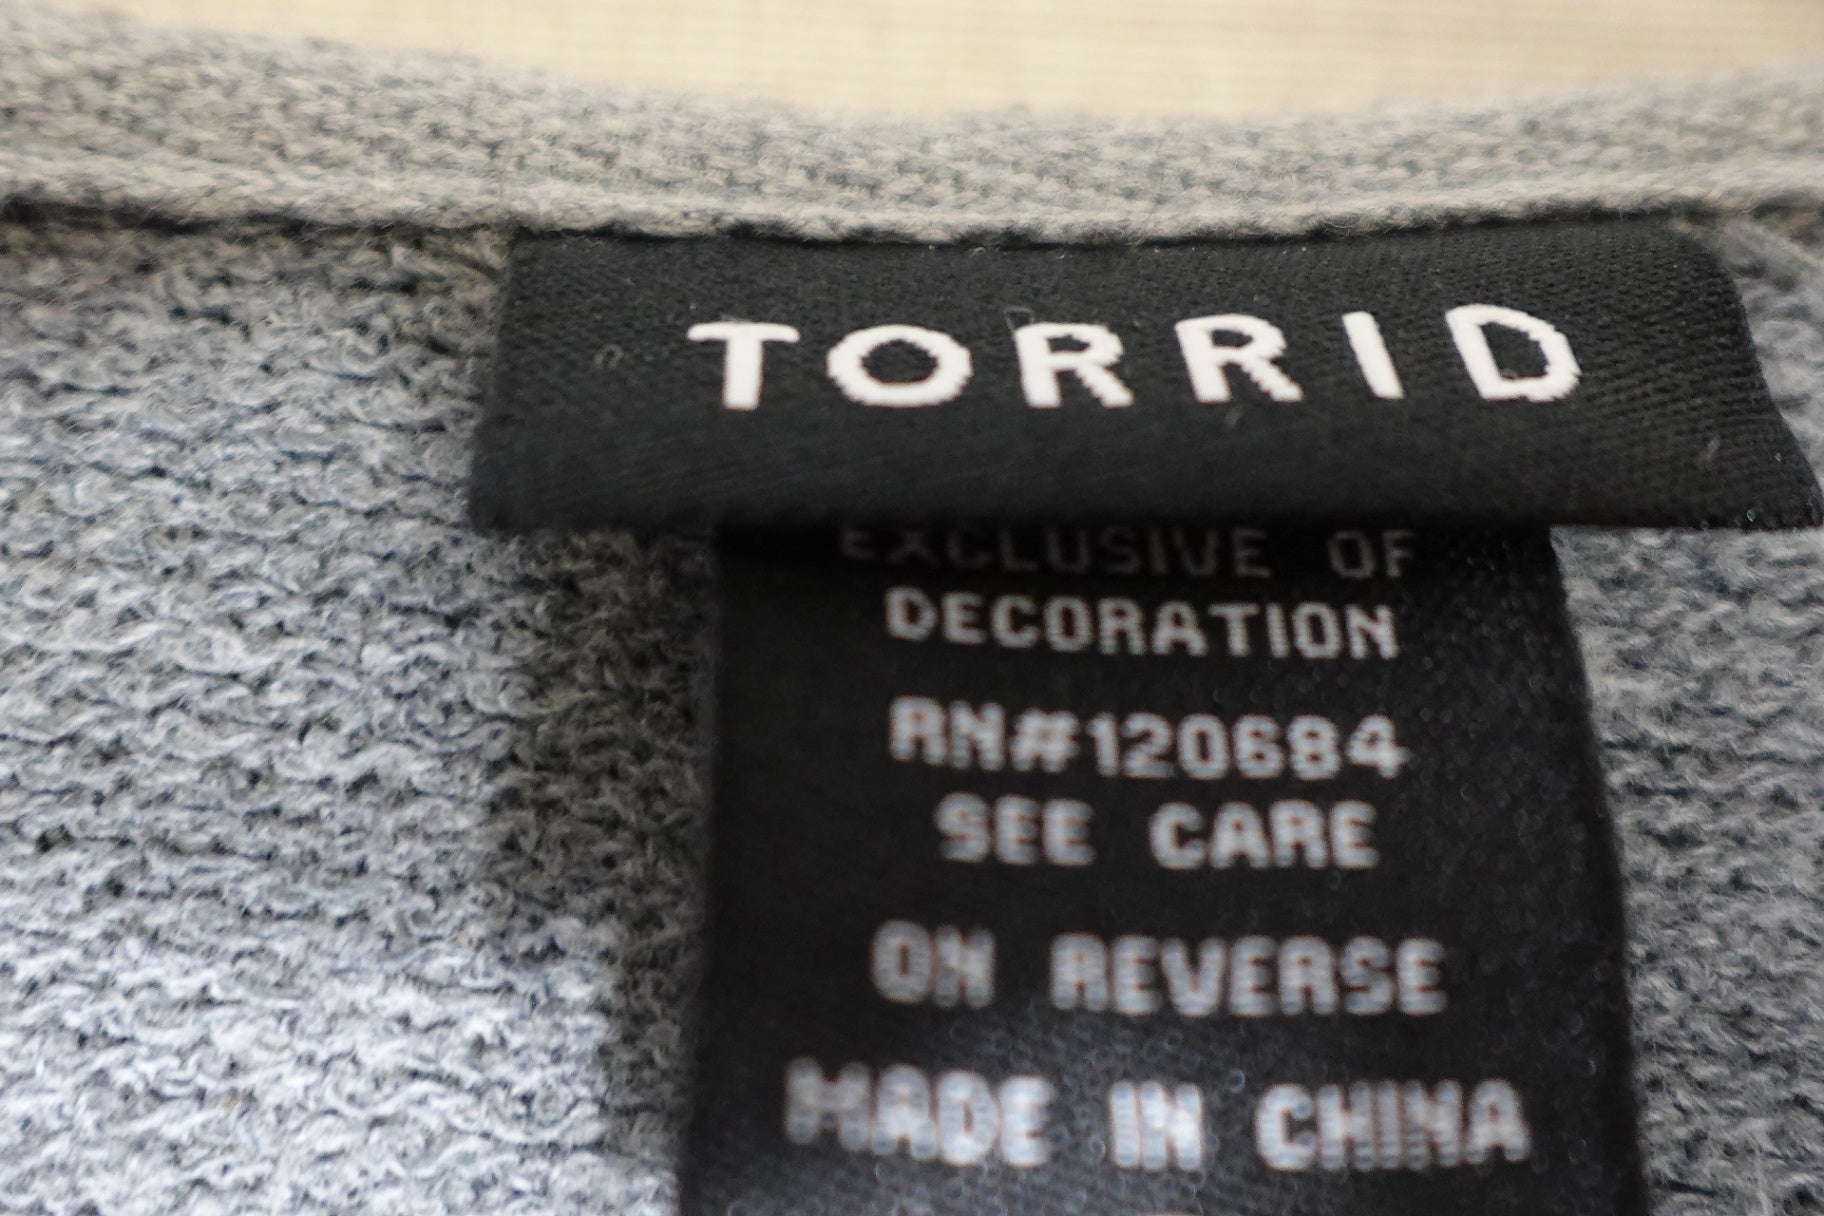 TORRID
EXCLUSIVE OF
DECORATION
RN#120684
SEE CARE
ON REVERSE
MADE IN CHINA